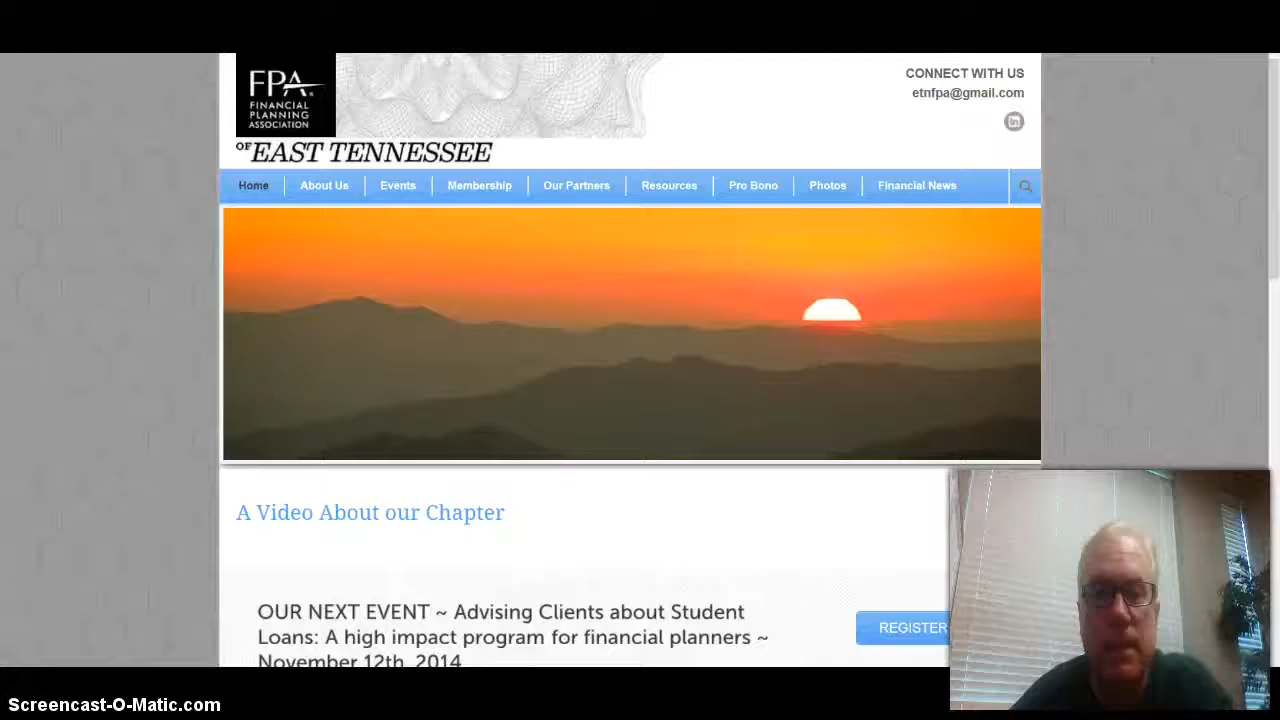 FPA®
FINANCIAL
PLANNING
ASSOCIATION
OF EAST TENNESSEE
CONNECT WITH US
etnfpa@gmail.com
in
Home About Us Events Membership Our Partners Resources Pro Bono Photos Financial News
A Video About our Chapter
OUR NEXT EVENT ~ Advising Clients about Student
Loans: A high impact program for financial planners ~
November 12th, 2014
REGISTER
Screencast-O-Matic.com